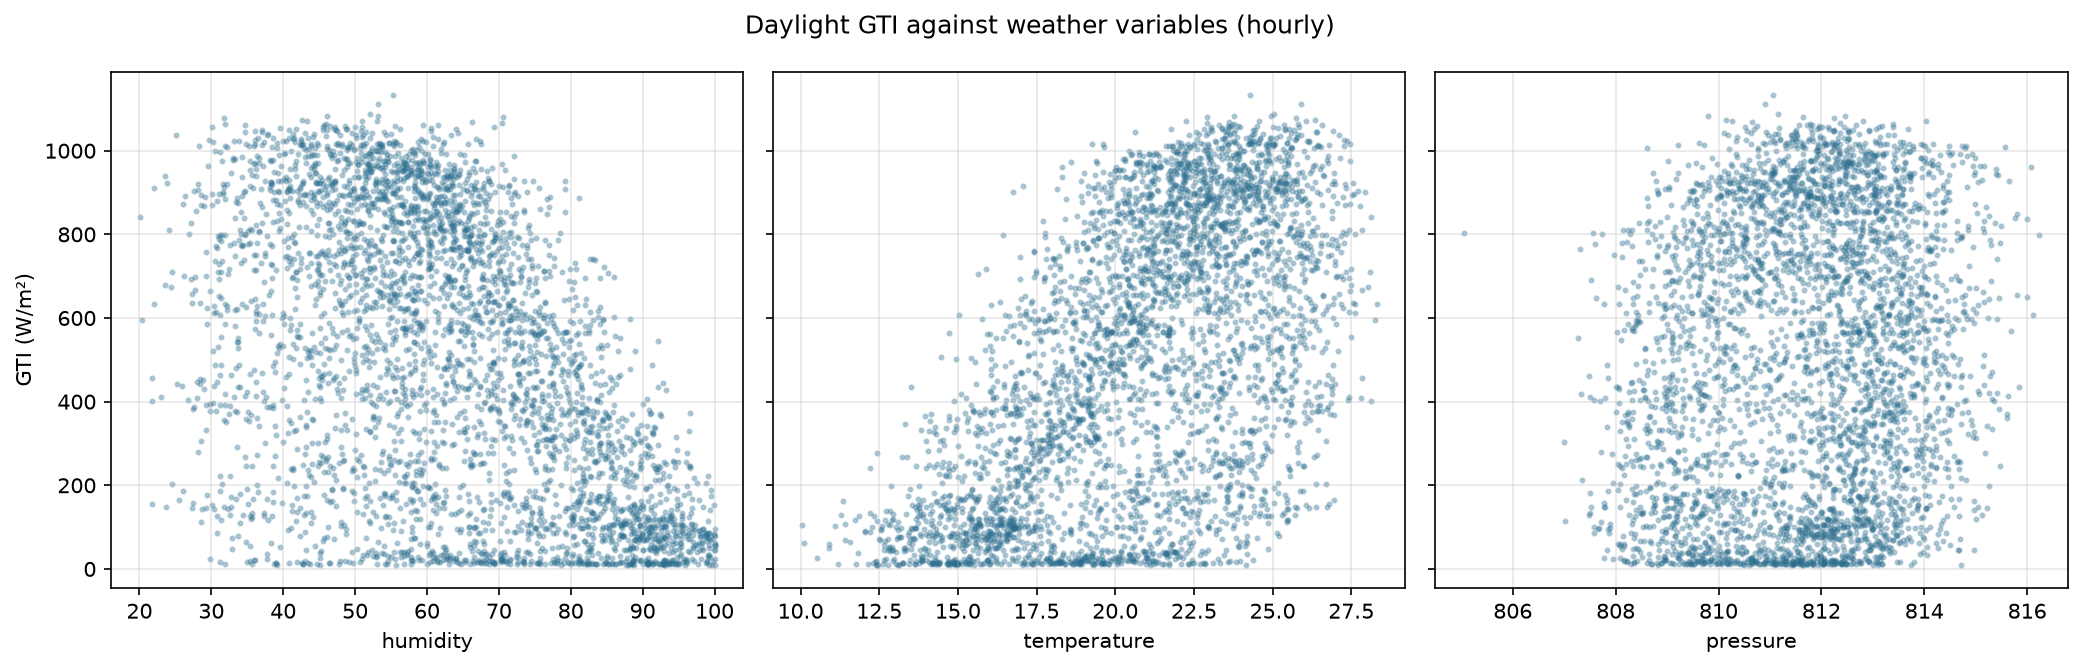 Daylight GTI against weather variables (hourly)
GTI (W/m²)
1000
800
600
400
200
0
20 30 40 50 60 70 80 90 100
humidity
10.0 12.5 15.0 17.5 20.0 22.5 25.0 27.5
temperature
806 808 810 812 814 816
pressure